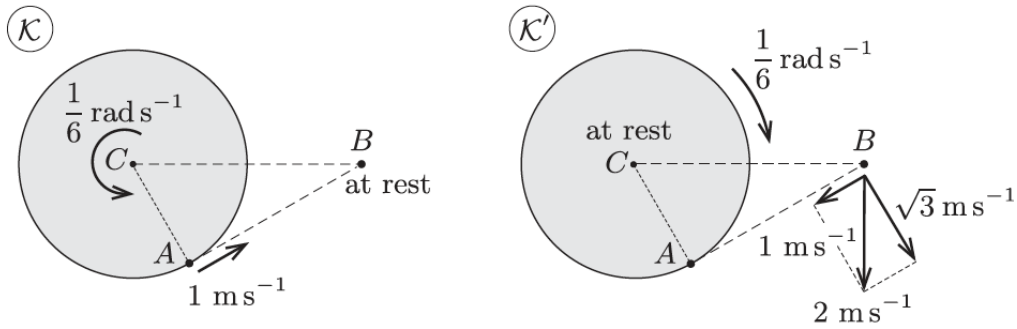 𝒦
1/6 rad s⁻¹
C
B
at rest
A
1 m s⁻¹
𝒦′
1/6 rad s⁻¹
at rest
C
B
√3 m s⁻¹
A
1 m s⁻¹
2 m s⁻¹